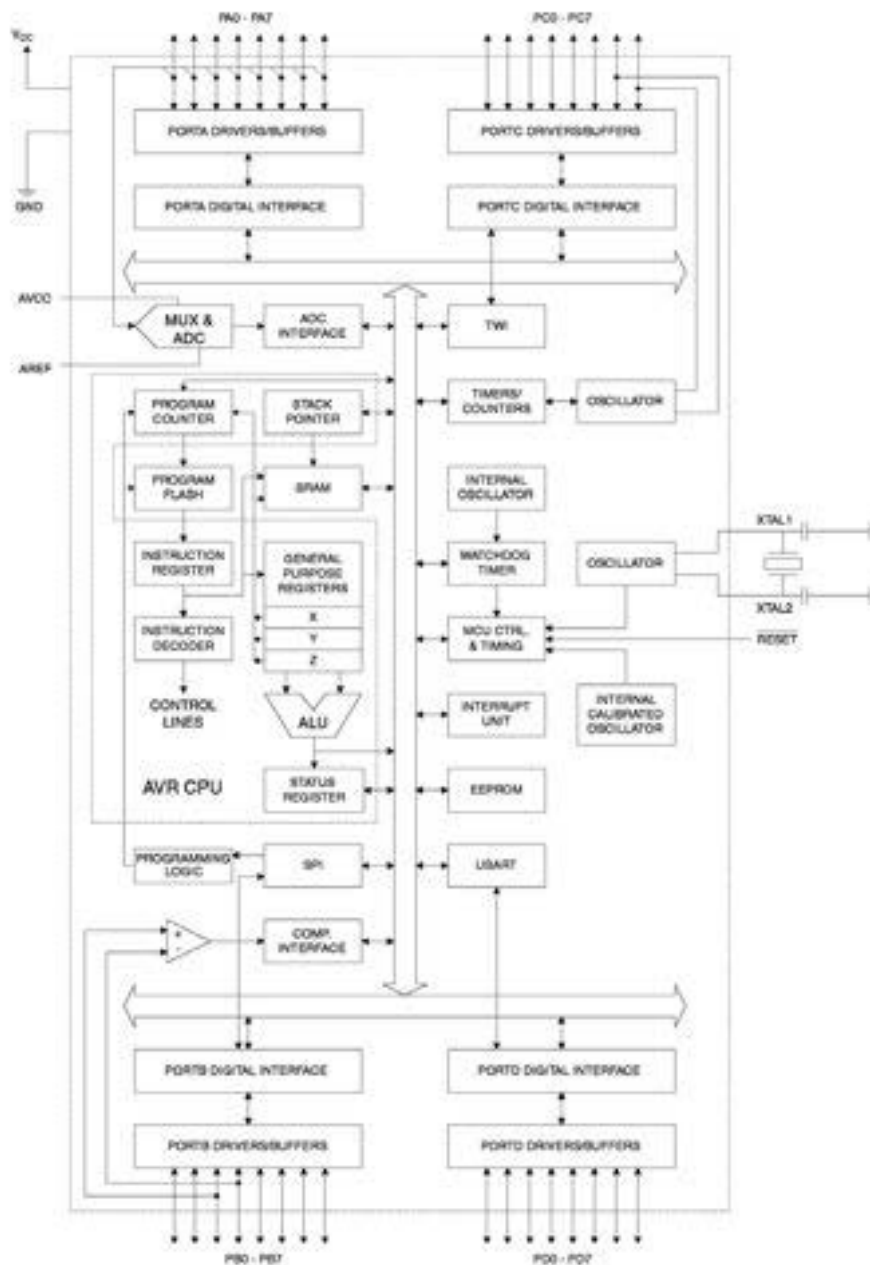 PA0 - PA7
PC0 - PC7
VCC
PORTA DRIVERS/BUFFERS
PORTC DRIVERS/BUFFERS
GND
PORTA DIGITAL INTERFACE
PORTC DIGITAL INTERFACE
AVCC
MUX &
ADC
ADC
INTERFACE
TWI
AREF
PROGRAM
COUNTER
STACK
POINTER
TIMERS/
COUNTERS
OSCILLATOR
PROGRAM
FLASH
SRAM
INTERNAL
OSCILLATOR
XTAL1
INSTRUCTION
REGISTER
GENERAL
PURPOSE
REGISTERS
WATCHDOG
TIMER
OSCILLATOR
XTAL2
X
INSTRUCTION
DECODER
Y
MCU CTRL.
& TIMING
RESET
Z
CONTROL
LINES
ALU
INTERRUPT
UNIT
INTERNAL
CALIBRATED
OSCILLATOR
AVR CPU
STATUS
REGISTER
EEPROM
PROGRAMMING
LOGIC
SPI
USART
+
-
COMP.
INTERFACE
PORTB DIGITAL INTERFACE
PORTD DIGITAL INTERFACE
PORTB DRIVERS/BUFFERS
PORTD DRIVERS/BUFFERS
PB0 - PB7
PD0 - PD7